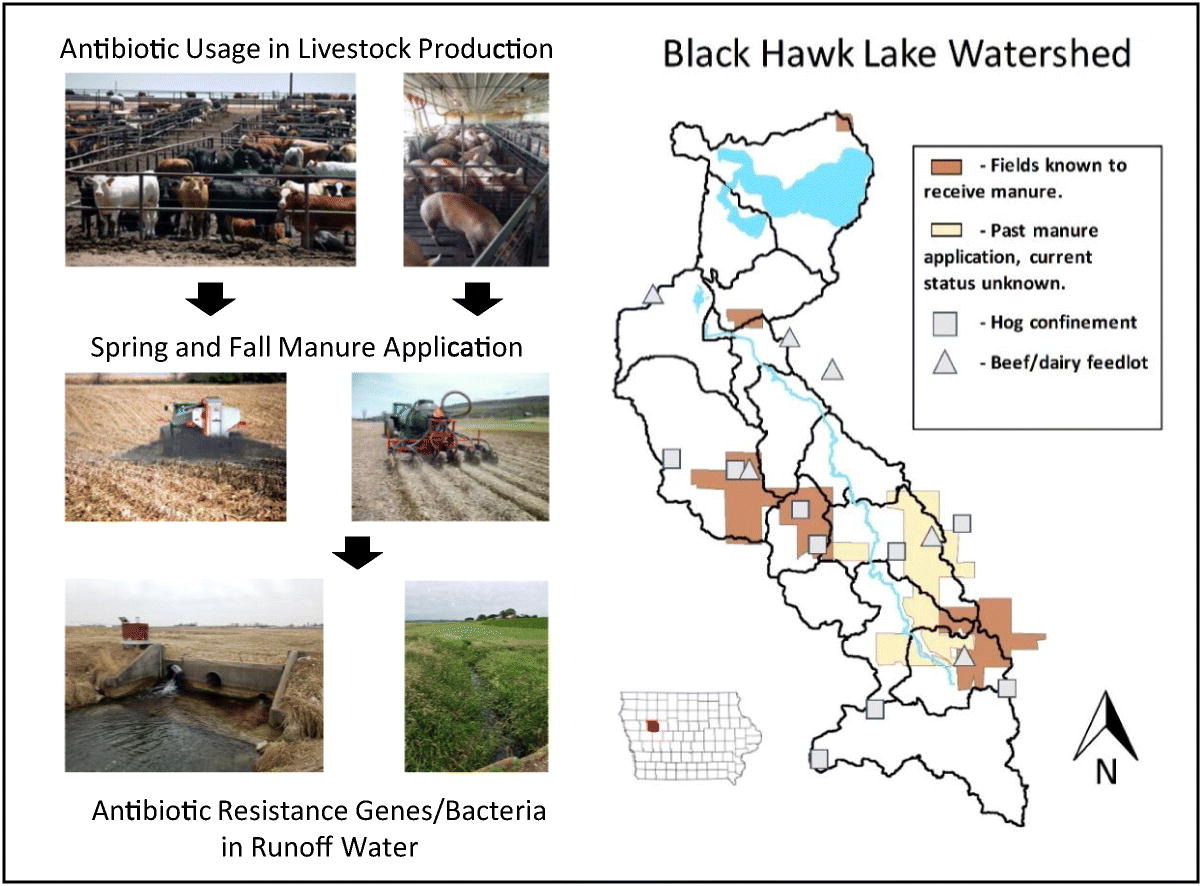 Antibiotic Usage in Livestock Production
Spring and Fall Manure Application
Antibiotic Resistance Genes/Bacteria
in Runoff Water
Black Hawk Lake Watershed
- Fields known to
receive manure.
- Past manure
application, current
status unknown.
- Hog confinement
- Beef/dairy feedlot
N